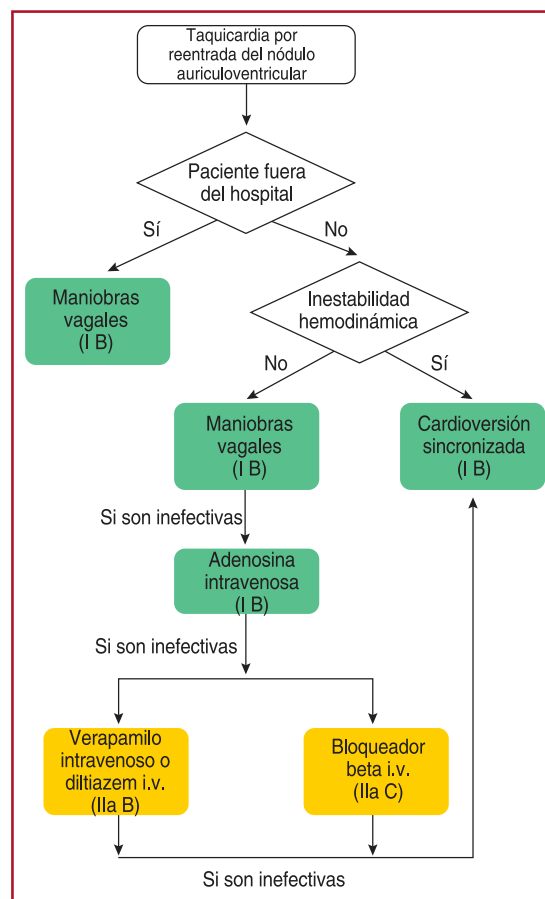 Taquicardia por
reentrada del nódulo
auriculoventricular
Paciente fuera
del hospital
Sí
No
Maniobras
vagales
(I B)
Inestabilidad
hemodinámica
No
Sí
Maniobras
vagales
(I B)
Cardioversión
sincronizada
(I B)
Si son inefectivas
Adenosina
intravenosa
(I B)
Si son inefectivas
Verapamilo
intravenoso o
diltiazem i.v.
(IIa B)
Bloqueador
beta i.v.
(IIa C)
Si son inefectivas